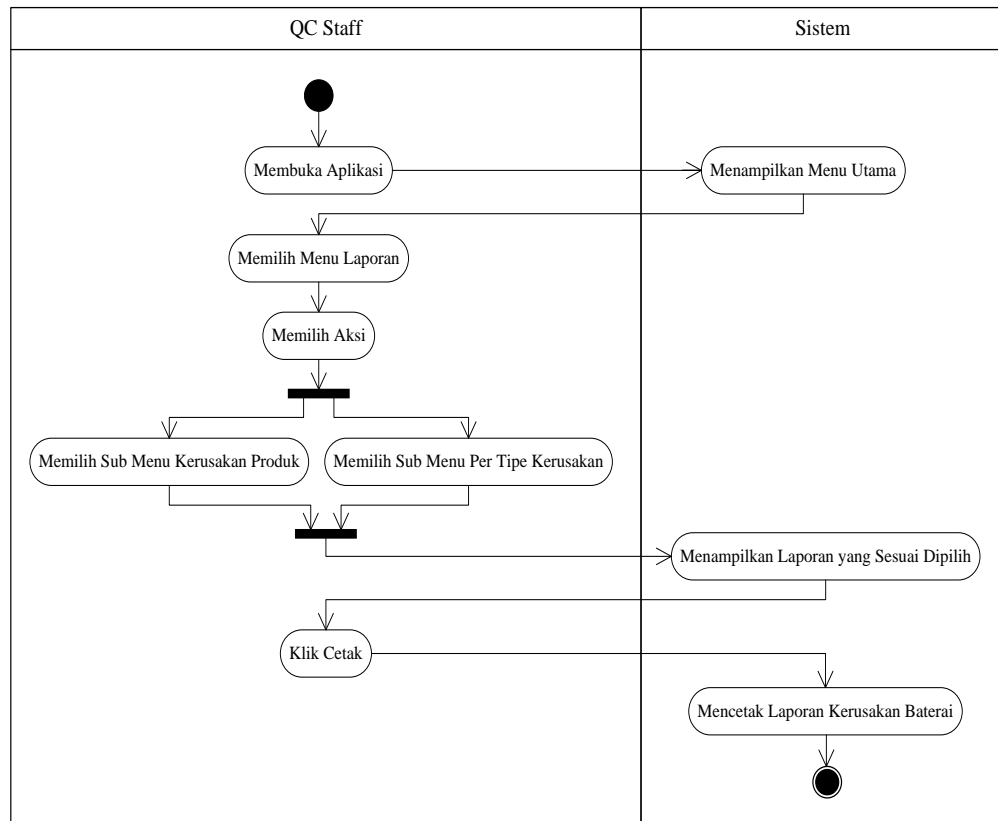 QC Staff
Sistem
Membuka Aplikasi
Menampilkan Menu Utama
Memilih Menu Laporan
Memilih Aksi
Memilih Sub Menu Kerusakan Produk
Memilih Sub Menu Per Tipe Kerusakan
Menampilkan Laporan yang Sesuai Dipilih
Klik Cetak
Mencetak Laporan Kerusakan Baterai